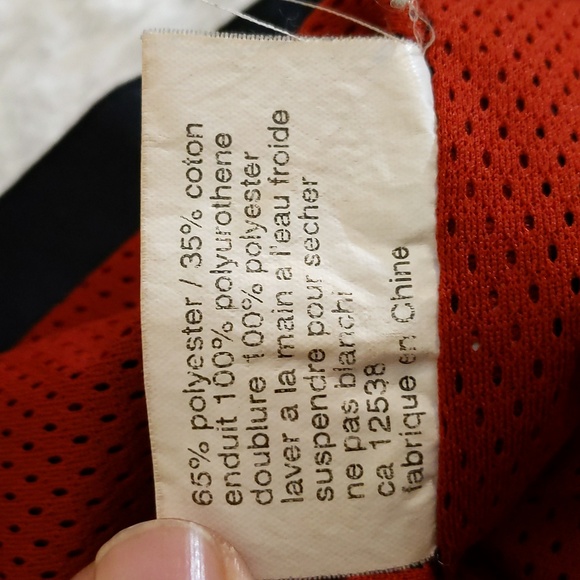 65% polyester / 35% coton
enduit 100% polyurothene
doublure 100% polyester
laver a la main a l'eau froide
suspendre pour secher
ne pas blanchi
ca 12538
fabrique en Chine